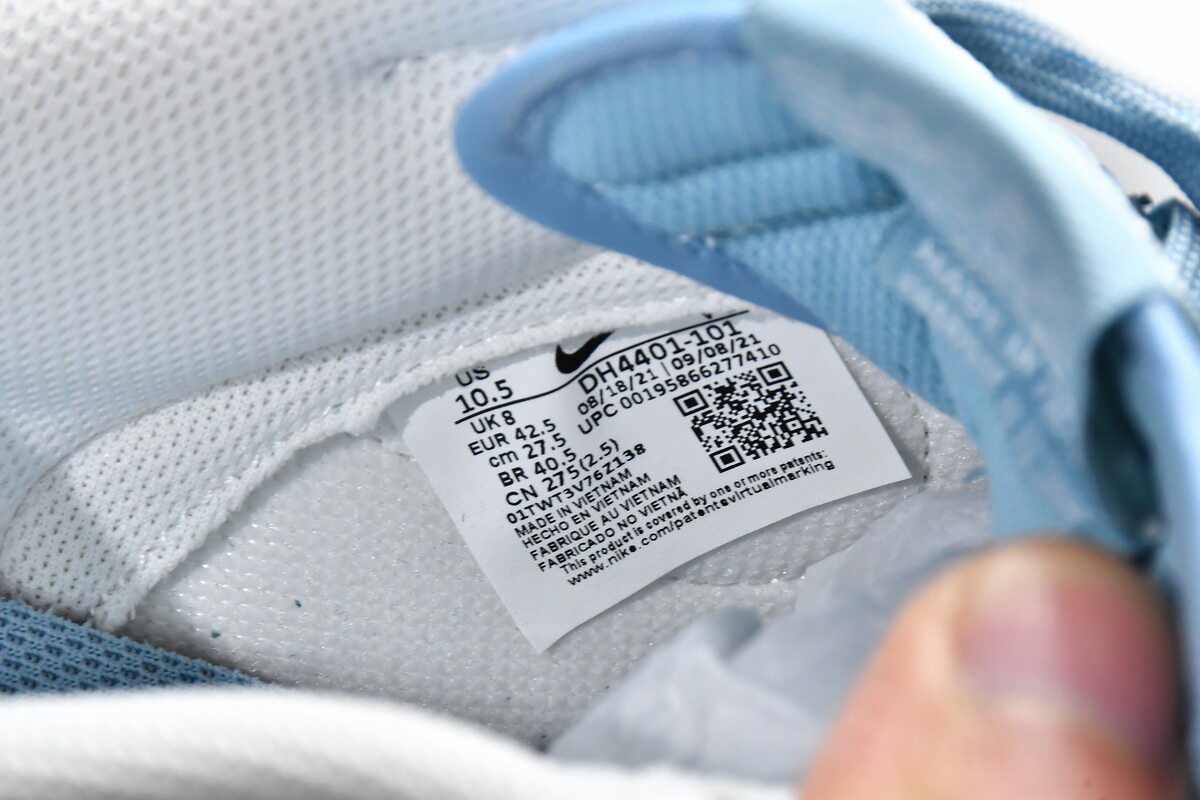 US
10.5
UK 8
EUR 42.5
cm 27.5
BR 40.5
CN 275(2.5)
01TWT3V76Z138
MADE IN VIETNAM
HECHO EN VIETNAM
FABRIQUE AU VIETNAM
FABRICADO NO VIETNÃ
This product is covered by one or more patents:
www.nike.com/patentsvirtualmarking
DH4401-101
08/18/21 | 09/08/21
UPC 00195866277410